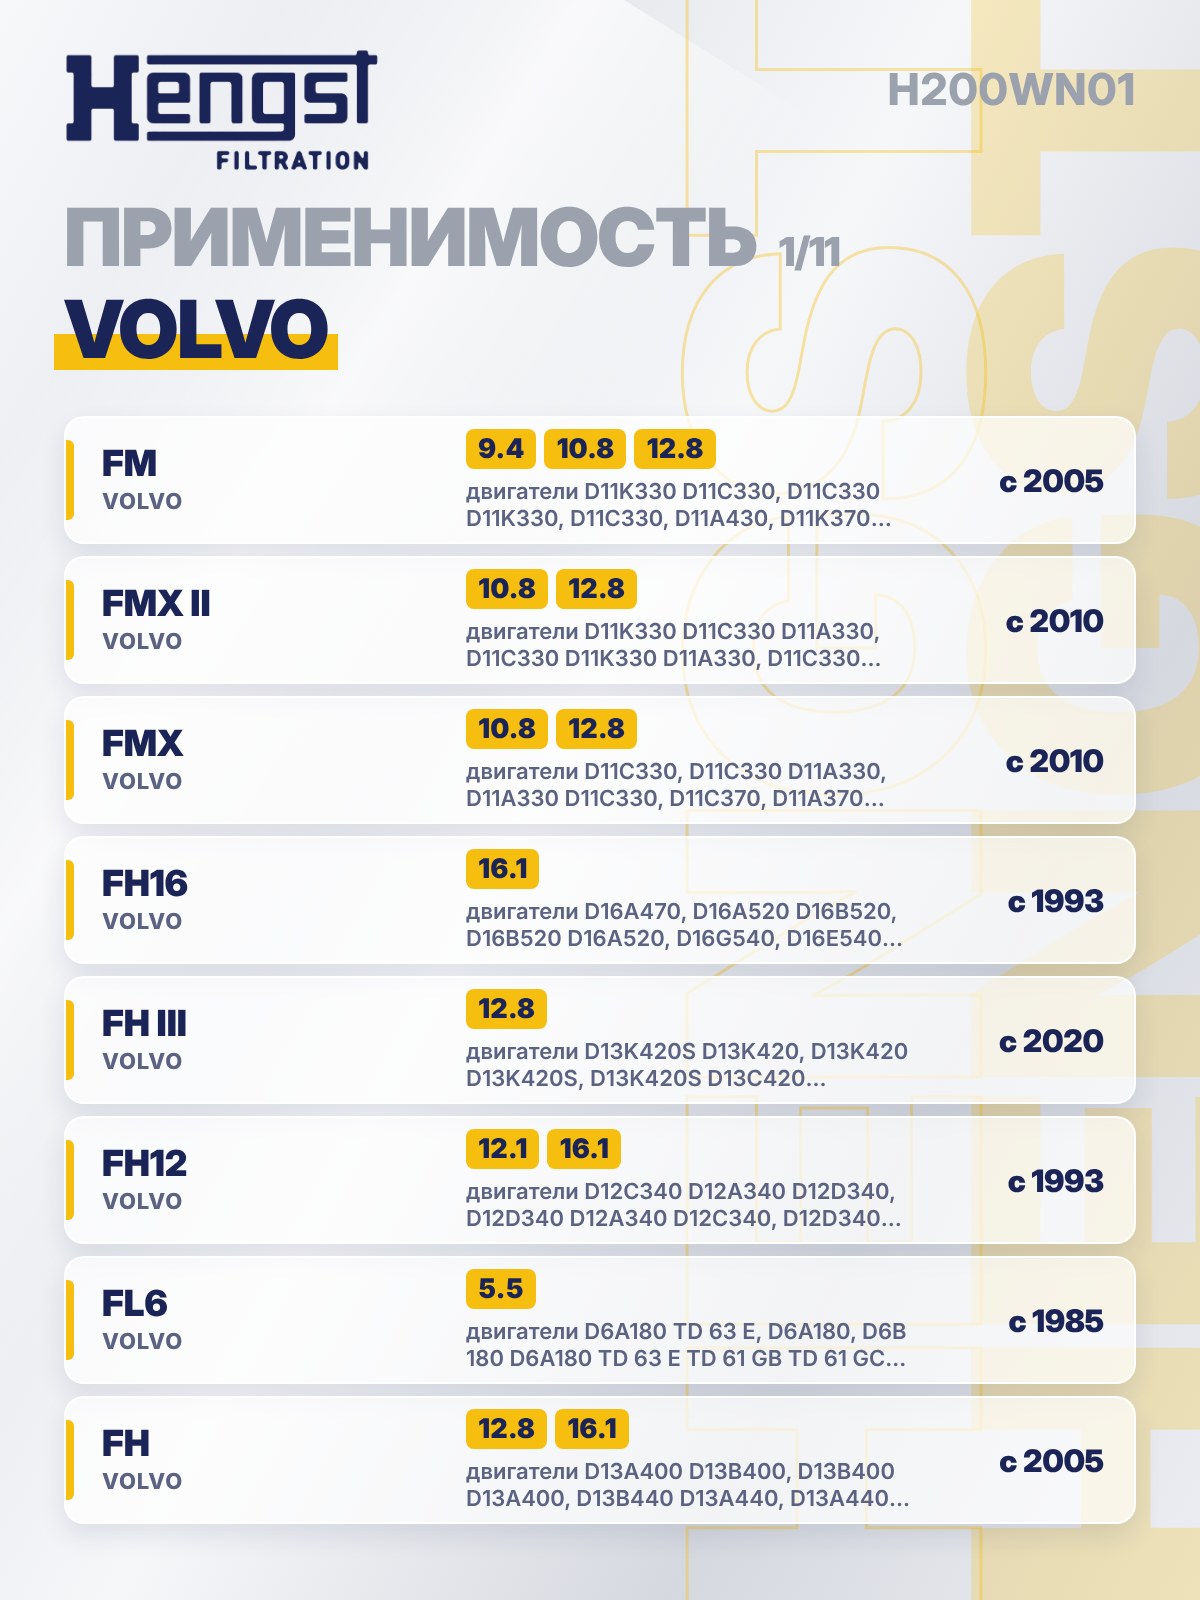 Hengst
FILTRATION
H200WN01
ПРИМЕНИМОСТЬ 1/11
VOLVO
FM
VOLVO
9.4 10.8 12.8
двигатели D11K330 D11C330, D11C330
D11K330, D11C330, D11A430, D11K370...
с 2005
FMX II
VOLVO
10.8 12.8
двигатели D11K330 D11C330 D11A330,
D11C330 D11K330 D11A330, D11C330...
с 2010
FMX
VOLVO
10.8 12.8
двигатели D11C330, D11C330 D11A330,
D11A330 D11C330, D11C370, D11A370...
с 2010
FH16
VOLVO
16.1
двигатели D16A470, D16A520 D16B520,
D16B520 D16A520, D16G540, D16E540...
с 1993
FH III
VOLVO
12.8
двигатели D13K420S D13K420, D13K420
D13K420S, D13K420S D13C420...
с 2020
FH12
VOLVO
12.1 16.1
двигатели D12C340 D12A340 D12D340,
D12D340 D12A340 D12C340, D12D340...
с 1993
FL6
VOLVO
5.5
двигатели D6A180 TD 63 E, D6A180, D6B
180 D6A180 TD 63 E TD 61 GB TD 61 GC...
с 1985
FH
VOLVO
12.8 16.1
двигатели D13A400 D13B400, D13B400
D13A400, D13B440 D13A440, D13A440...
с 2005
HENGST
HENGST